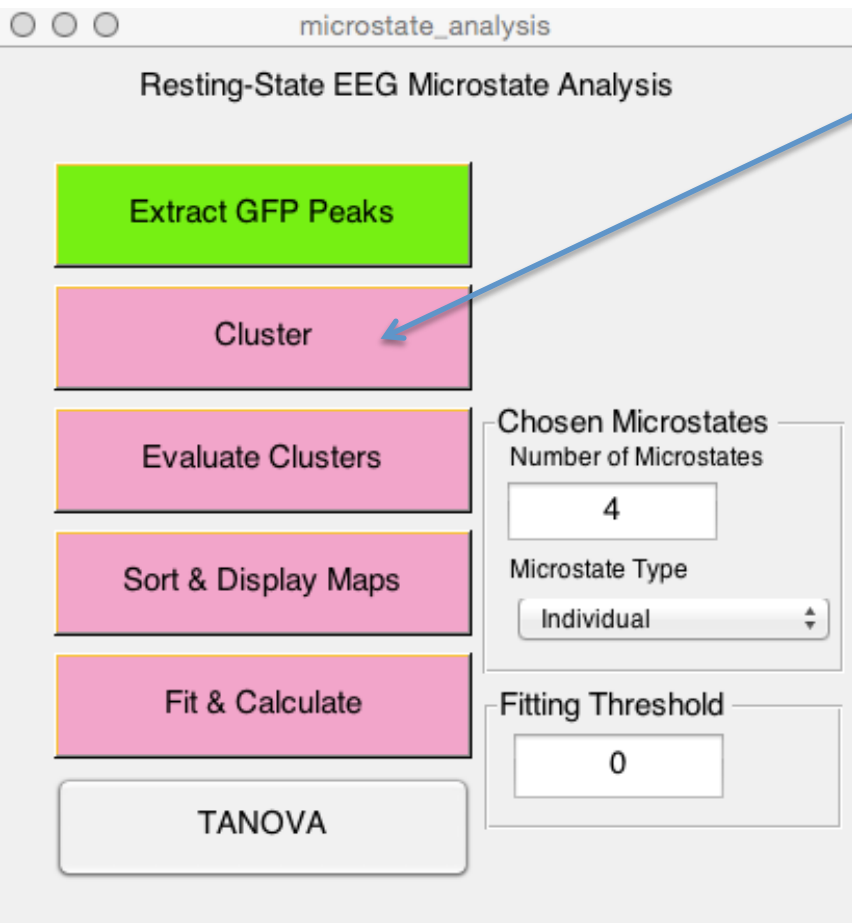 microstate_analysis
Resting-State EEG Microstate Analysis
Extract GFP Peaks
Cluster
Evaluate Clusters
Sort & Display Maps
Fit & Calculate
TANOVA
Chosen Microstates
Number of Microstates
4
Microstate Type
Individual
Fitting Threshold
0